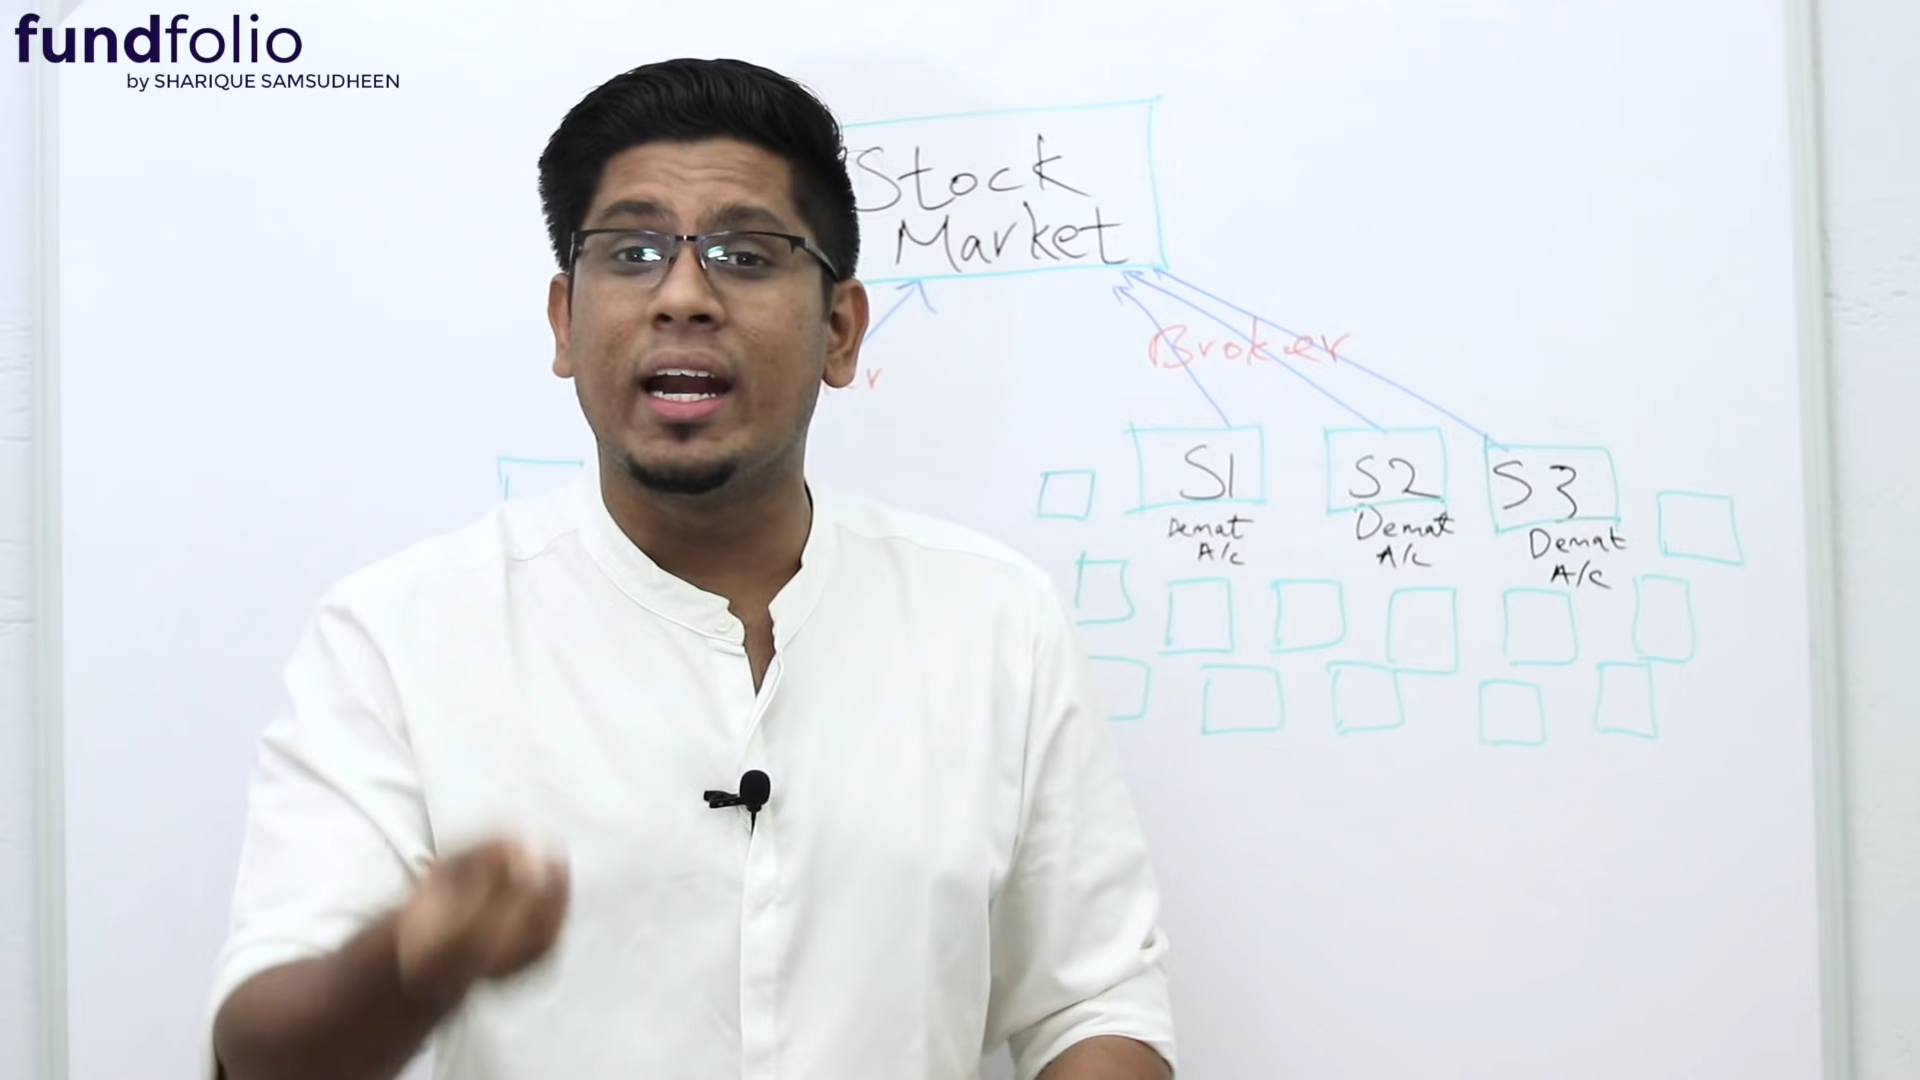 fundfolio
by SHARIQUE SAMSUDHEEN
Stock
Market
Broker
S1
S2
S3
Demat
A/c
Demat
A/c
Demat
A/c